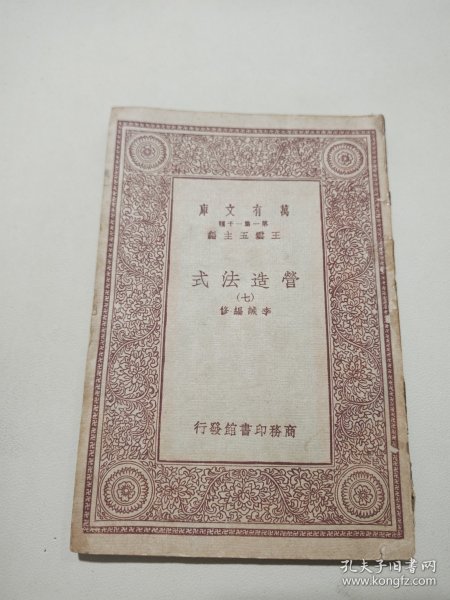 萬有文庫
第一集一千種
王雲五主編
營造法式
(七)
李誡編修
商務印書館發行
孔夫子旧书网
www.kongfz.com